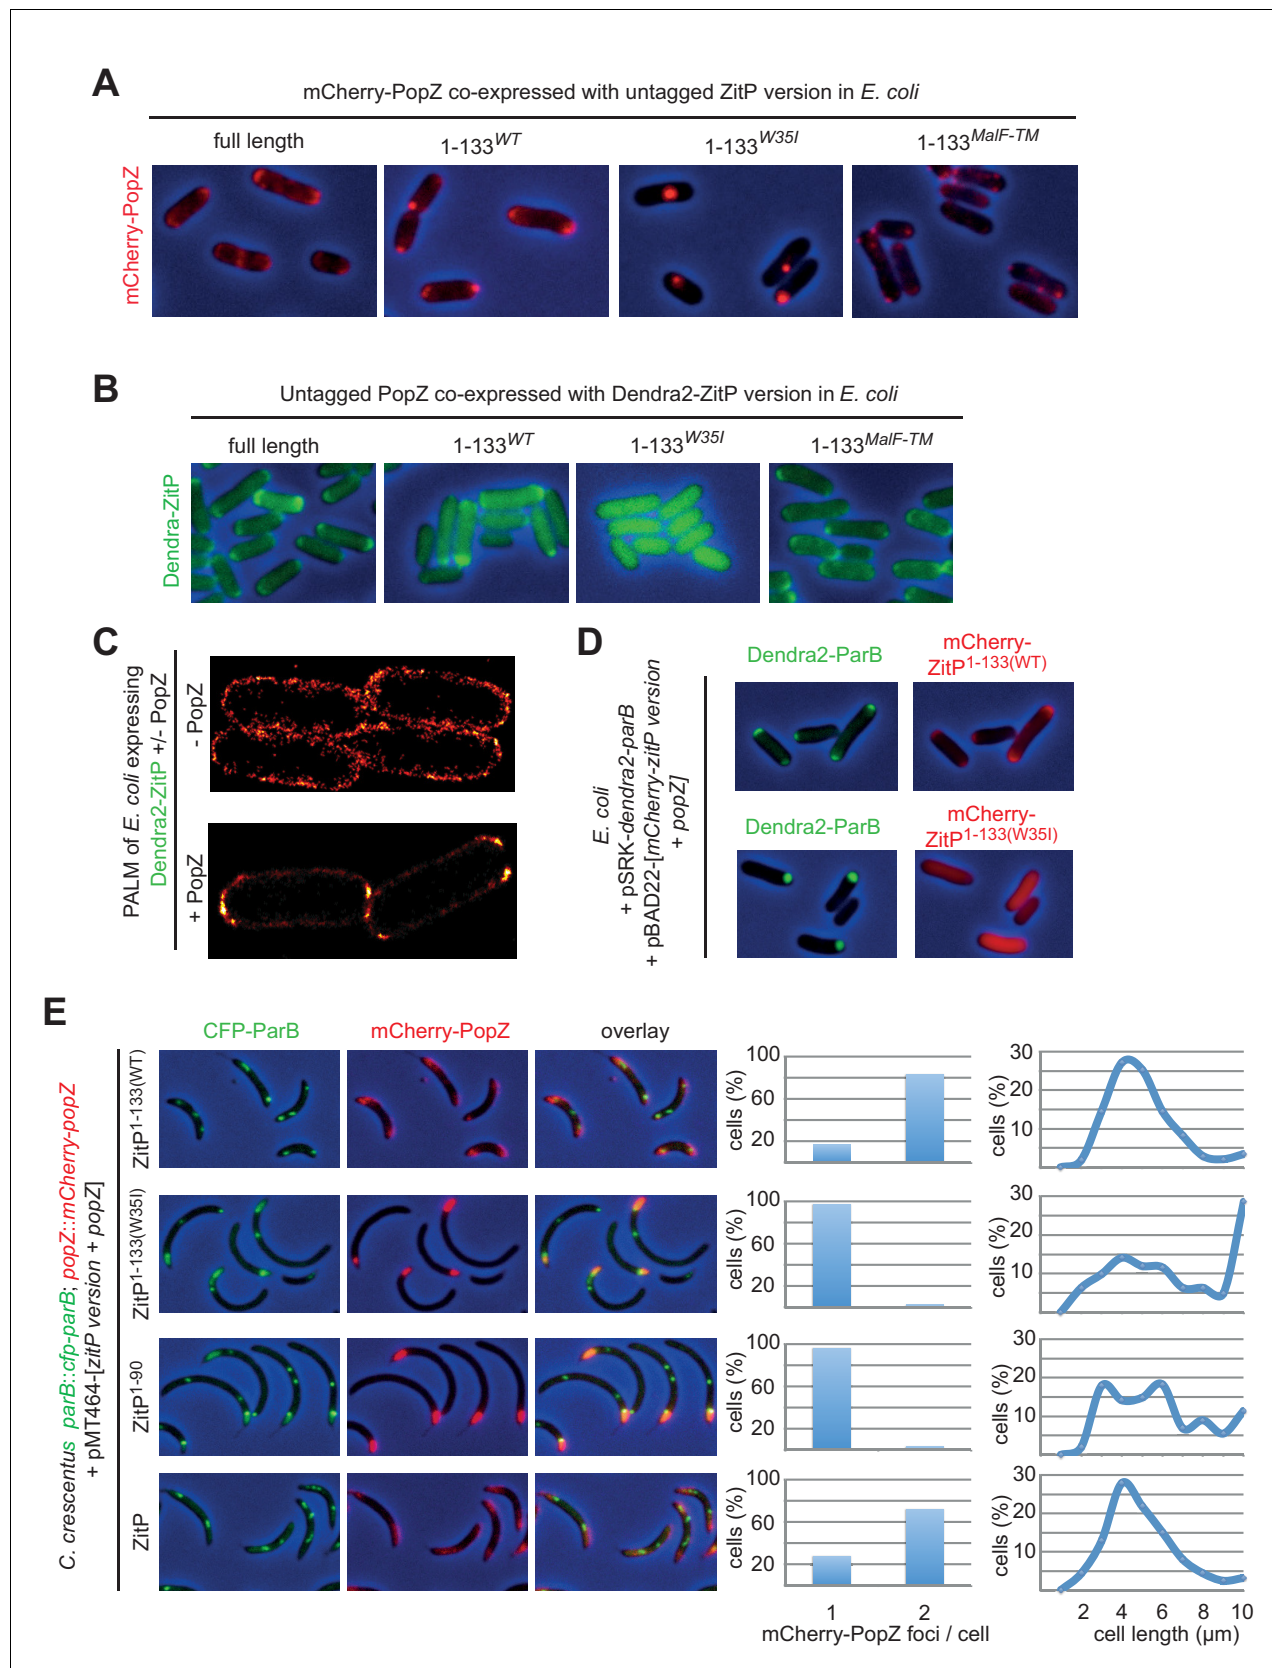 A
mCherry-PopZ co-expressed with untagged ZitP version in E. coli
full length
1-133WT
1-133W35I
1-133MalF-TM
mCherry-PopZ
B
Untagged PopZ co-expressed with Dendra2-ZitP version in E. coli
full length
1-133WT
1-133W35I
1-133MalF-TM
Dendra-ZitP
C
PALM of E. coli expressing
Dendra2-ZitP +/- PopZ
- PopZ
+ PopZ
D
E. coli
+ pSRK-dendra2-parB
+ pBAD22-[mCherry-zitP version
+ popZ]
Dendra2-ParB
mCherry-
ZitP1-133(WT)
Dendra2-ParB
mCherry-
ZitP1-133(W35I)
E
C. crescentus parB::cfp-parB; popZ::mCherry-popZ
+ pMT464-[zitP version + popZ]
CFP-ParB
mCherry-PopZ
overlay
ZitP1-133(WT)
cells (%)
100
60
20
cells (%)
30
20
10
ZitP1-133(W35I)
cells (%)
100
60
20
cells (%)
30
20
10
ZitP1-90
cells (%)
100
60
20
cells (%)
30
20
10
ZitP
cells (%)
100
60
20
cells (%)
30
20
10
1 2
mCherry-PopZ foci / cell
2 4 6 8 10
cell length (µm)